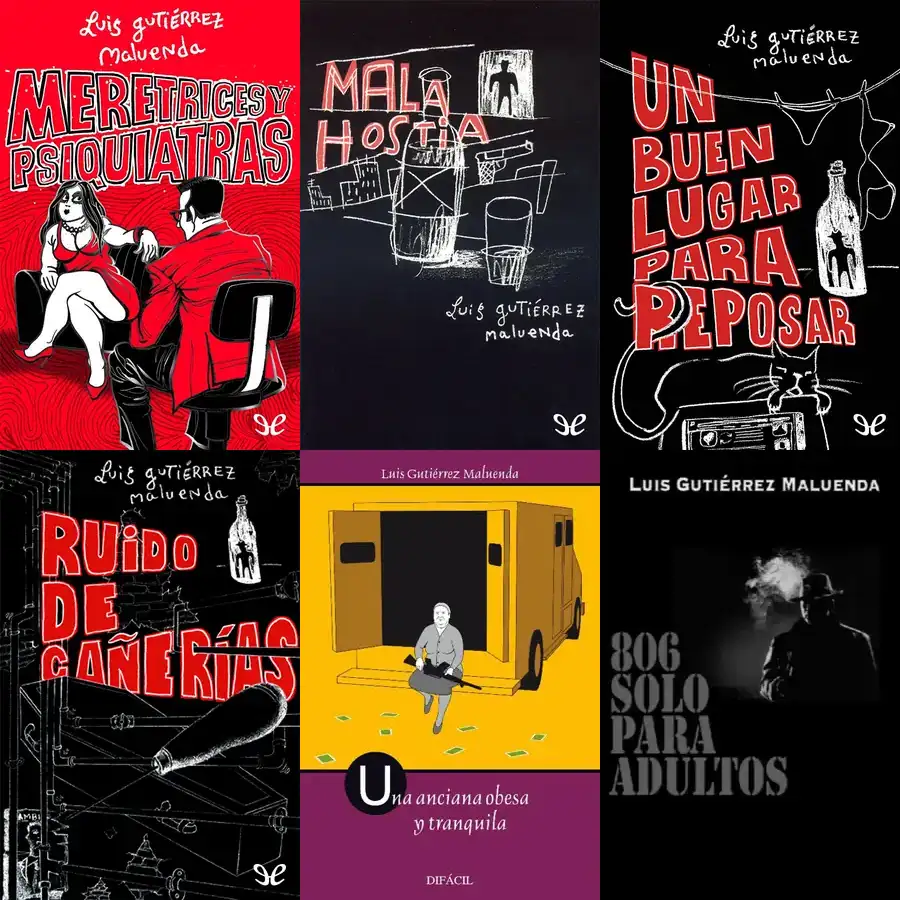 Luis Gutiérrez
Maluenda
MERETRICES Y
PSIQUIATRAS
MALA
HOSTiA
Luis Gutiérrez
Maluenda
Luis Gutiérrez
Maluenda
UN
BUEN
LUGAR
PARA
REPOSAR
Luis Gutiérrez
Maluenda
RUiDO
DE
CAÑERÍAS
Luis Gutiérrez Maluenda
Una anciana obesa
y tranquila
DIFÁCIL
LUIS GUTIÉRREZ MALUENDA
806
SOLO
PARA
ADULTOS